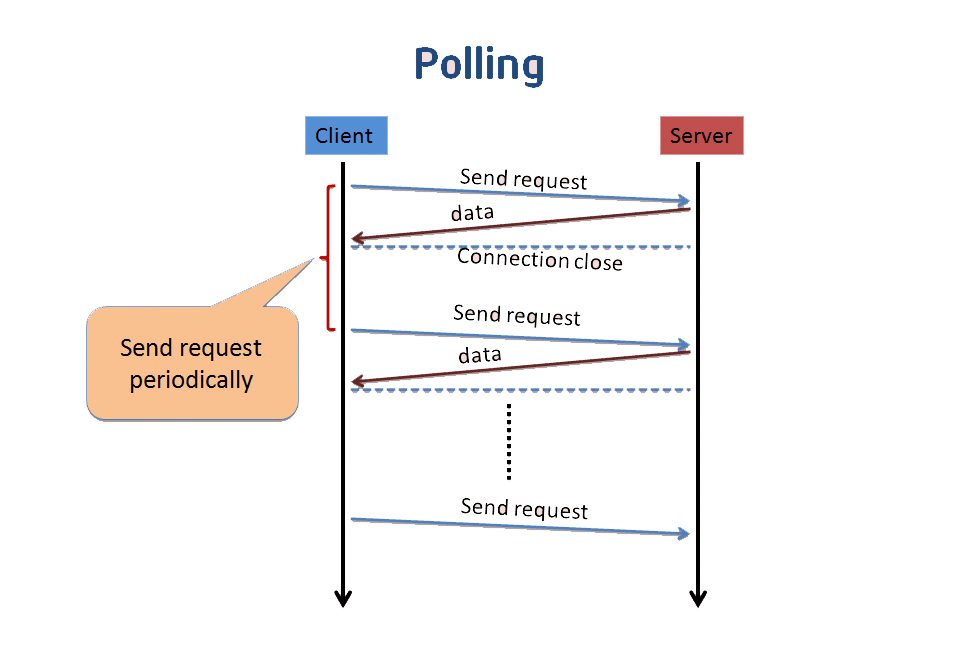 Polling
Client
Server
Send request
data
Connection close
Send request
data
Send request
periodically
Send request